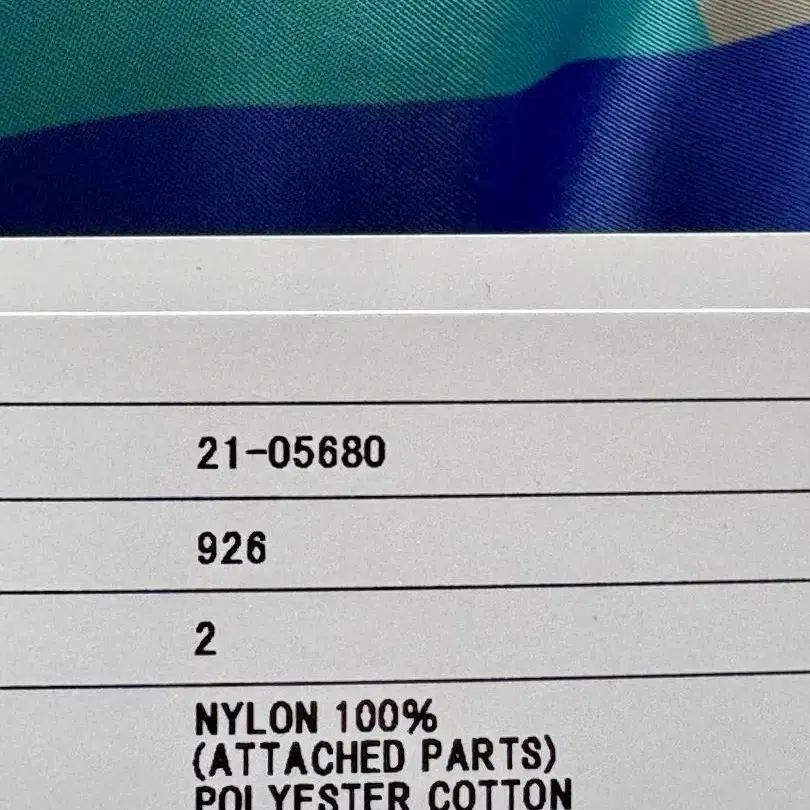 21-05680
926
2
NYLON 100%
(ATTACHED PARTS)
POLYESTER COTTON